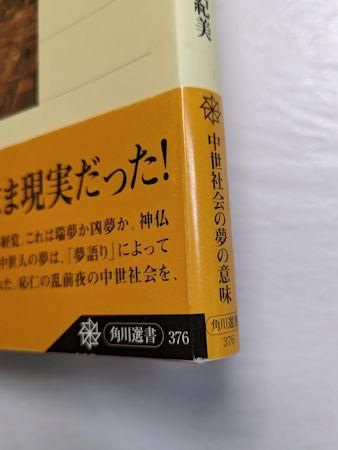 紀美
ま現実だった!
経覚。これは瑞夢か凶夢か。神仏
中世人の夢は、「夢語り」によって
れた。応仁の乱前夜の中世社会を、
角川選書 376
中世社会の夢の意味
角川選書
376